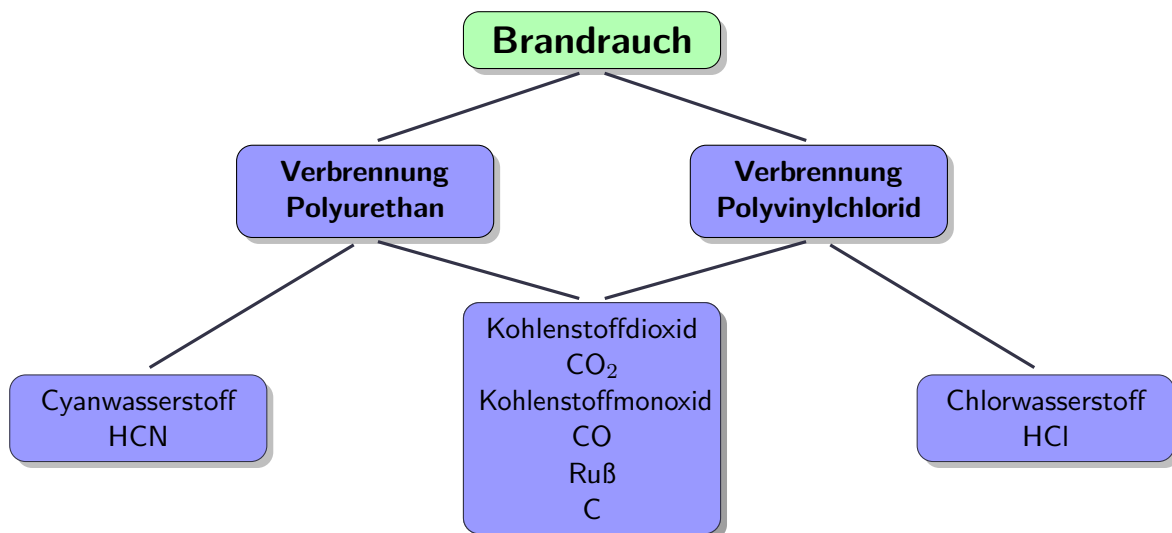 Brandrauch
Verbrennung
Polyurethan
Verbrennung
Polyvinylchlorid
Cyanwasserstoff
HCN
Kohlenstoffdioxid
CO₂
Kohlenstoffmonoxid
CO
Ruß
C
Chlorwasserstoff
HCl